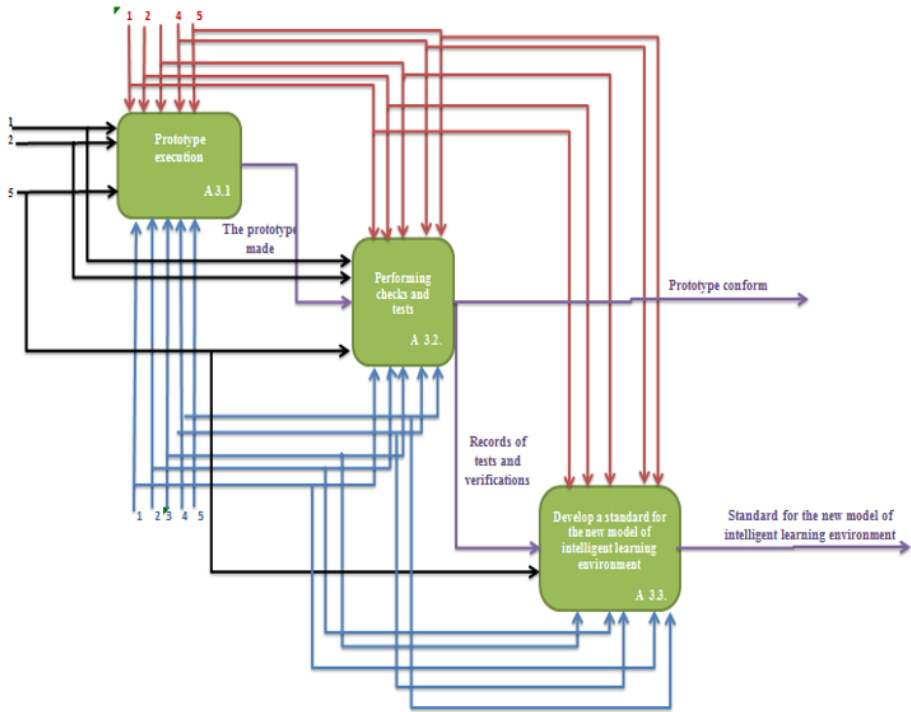 1 2 4 5
1
2
5
Prototype
execution
A 3.1
The prototype
made
Performing
checks and
tests
A 3.2.
Prototype conform
Records of
tests and
verifications
1 2 3 4 5
Develop a standard for
the new model of
intelligent learning
environment
A 3.3.
Standard for the new model of
intelligent learning environment